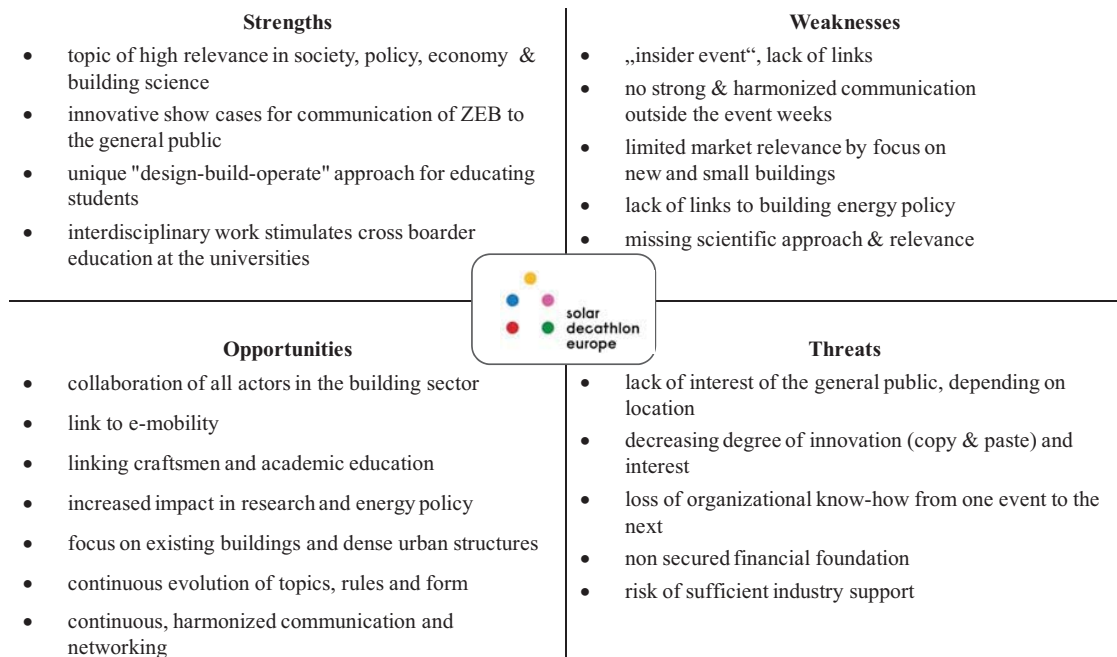 Strengths
• topic of high relevance in society, policy, economy &
building science
• innovative show cases for communication of ZEB to
the general public
• unique "design-build-operate" approach for educating
students
• interdisciplinary work stimulates cross boarder
education at the universities
Weaknesses
• „insider event“, lack of links
• no strong & harmonized communication
outside the event weeks
• limited market relevance by focus on
new and small buildings
• lack of links to building energy policy
• missing scientific approach & relevance
solar
decathlon
europe
Opportunities
• collaboration of all actors in the building sector
• link to e-mobility
• linking craftsmen and academic education
• increased impact in research and energy policy
• focus on existing buildings and dense urban structures
• continuous evolution of topics, rules and form
• continuous, harmonized communication and
networking
Threats
• lack of interest of the general public, depending on
location
• decreasing degree of innovation (copy & paste) and
interest
• loss of organizational know-how from one event to the
next
• non secured financial foundation
• risk of sufficient industry support